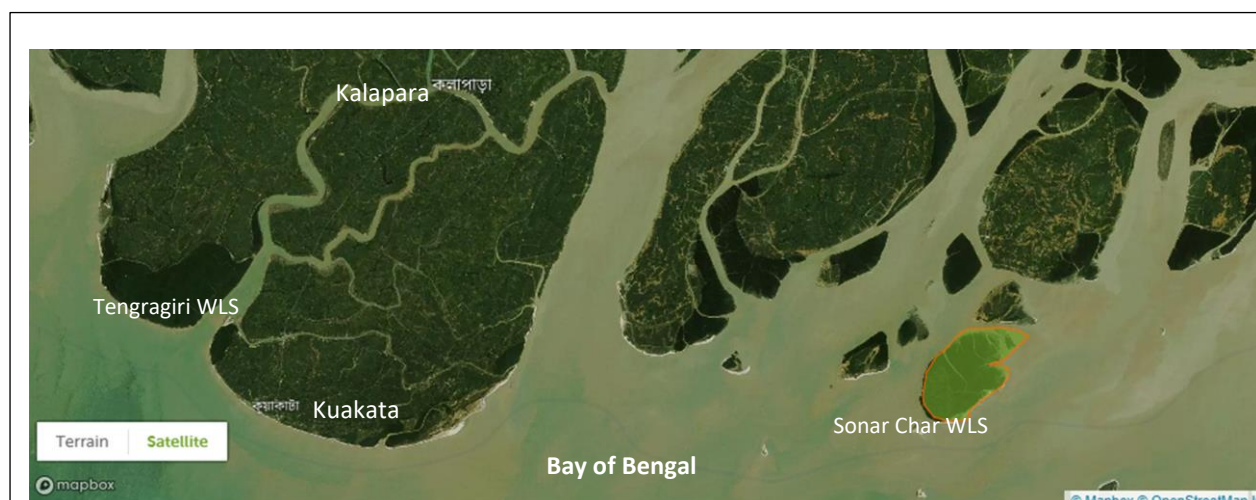 Kalapara
কলাপাড়া
Tengragiri WLS
কুয়াকাটা
Kuakata
Sonar Char WLS
Terrain
Satellite
Bay of Bengal
mapbox
© Mapbox © OpenStreetMap